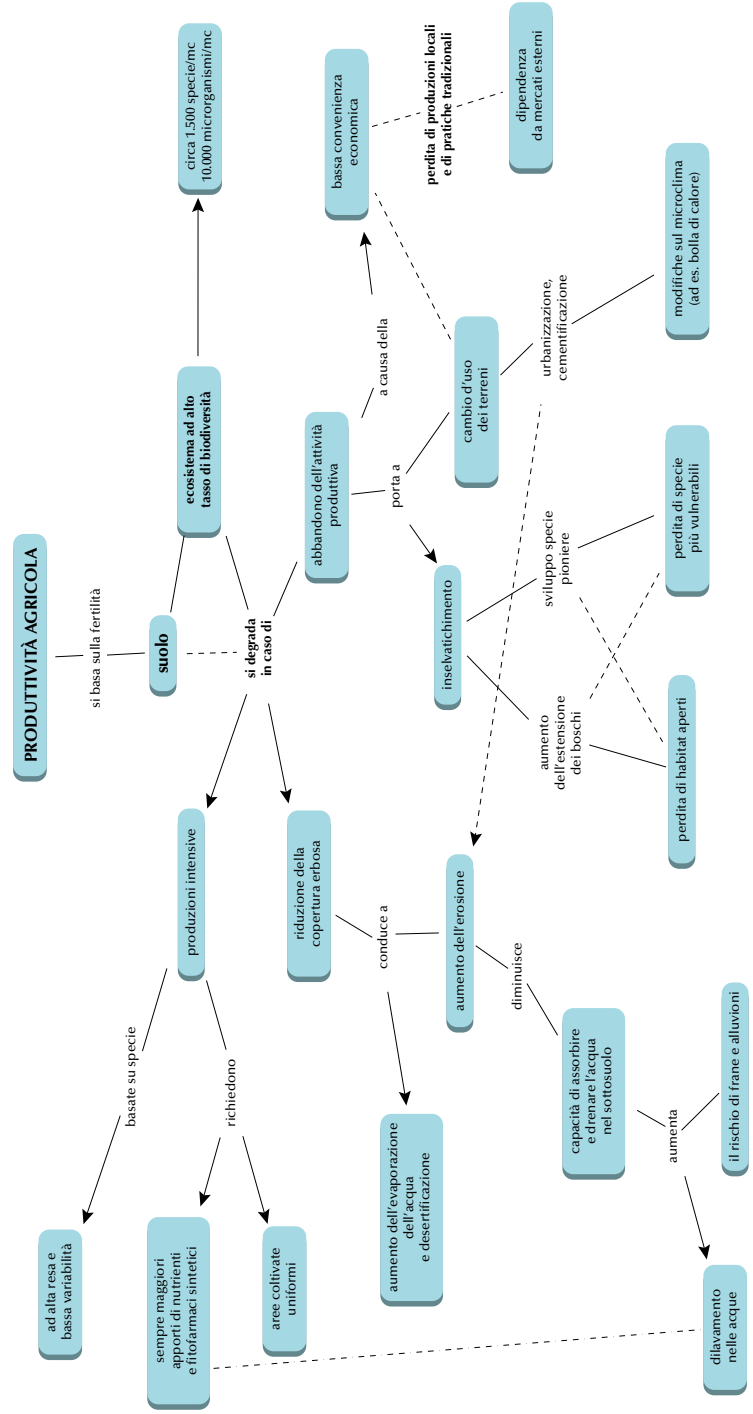 PRODUTTIVITÀ AGRICOLA
si basa sulla fertilità
suolo
ecosistema ad alto
tasso di biodiversità
circa 1.500 specie/mc
10.000 microrganismi/mc
si degrada
in caso di
produzioni intensive
basate su specie
ad alta resa e
bassa variabilità
richiedono
sempre maggiori
apporti di nutrienti
e fitofarmaci sintetici
aree coltivate
uniformi
riduzione della
copertura erbosa
conduce a
aumento dell'evaporazione
dell'acqua
e desertificazione
aumento dell'erosione
diminuisce
capacità di assorbire
e drenare l'acqua
nel sottosuolo
aumenta
dilavamento
nelle acque
il rischio di frane e alluvioni
abbandono dell'attività
produttiva
a causa della
bassa convenienza
economica
perdita di produzioni locali
e di pratiche tradizionali
dipendenza
da mercati esterni
porta a
inselvatichimento
aumento
dell'estensione
dei boschi
perdita di habitat aperti
sviluppo specie
pioniere
perdita di specie
più vulnerabili
cambio d'uso
dei terreni
urbanizzazione,
cementificazione
modifiche sul microclima
(ad es. bolla di calore)